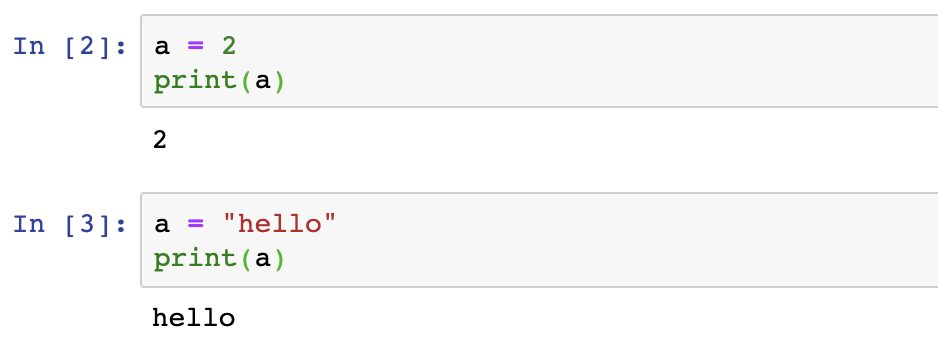 In [2]: a = 2
print(a)
2
In [3]: a = "hello"
print(a)
hello